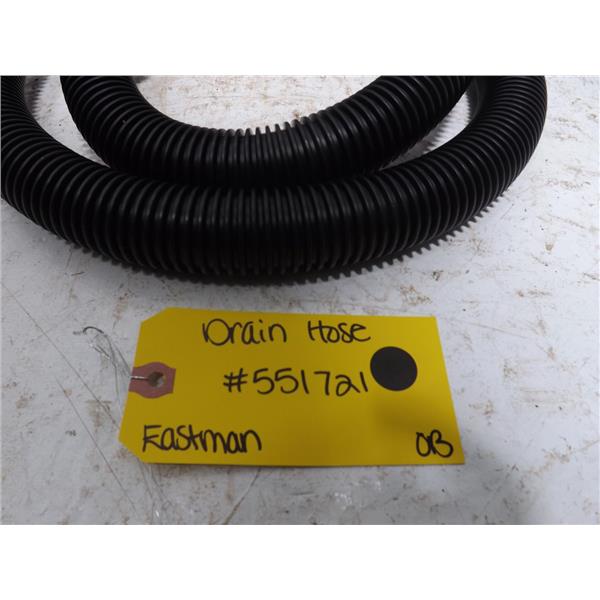 Drain Hose
#551721
Eastman
OB